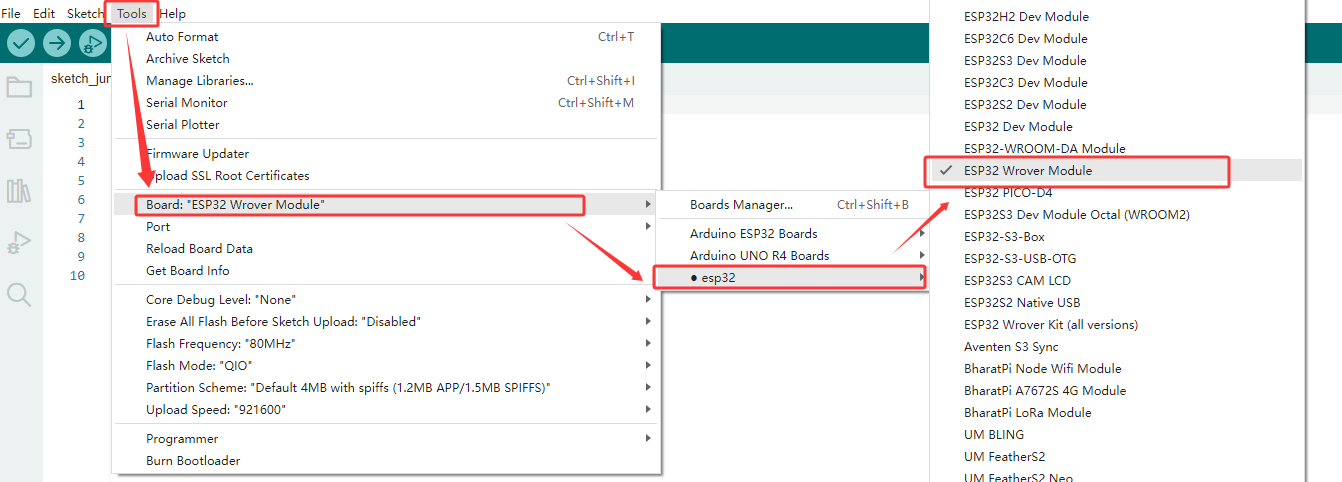 File Edit Sketch Tools Help
sketch_jun
1
2
3
4
5
6
7
8
9
10
Auto Format Ctrl+T
Archive Sketch
Manage Libraries... Ctrl+Shift+I
Serial Monitor Ctrl+Shift+M
Serial Plotter
Firmware Updater
Upload SSL Root Certificates
Board: "ESP32 Wrover Module"
Port
Reload Board Data
Get Board Info
Core Debug Level: "None"
Erase All Flash Before Sketch Upload: "Disabled"
Flash Frequency: "80MHz"
Flash Mode: "QIO"
Partition Scheme: "Default 4MB with spiffs (1.2MB APP/1.5MB SPIFFS)"
Upload Speed: "921600"
Programmer
Burn Bootloader
Boards Manager... Ctrl+Shift+B
Arduino ESP32 Boards
Arduino UNO R4 Boards
● esp32
ESP32H2 Dev Module
ESP32C6 Dev Module
ESP32S3 Dev Module
ESP32C3 Dev Module
ESP32S2 Dev Module
ESP32 Dev Module
ESP32-WROOM-DA Module
ESP32 Wrover Module
ESP32 PICO-D4
ESP32S3 Dev Module Octal (WROOM2)
ESP32-S3-Box
ESP32-S3-USB-OTG
ESP32S3 CAM LCD
ESP32S2 Native USB
ESP32 Wrover Kit (all versions)
Aventen S3 Sync
BharatPi Node Wifi Module
BharatPi A7672S 4G Module
BharatPi LoRa Module
UM BLING
UM FeatherS2
UM FeatherS2 Neo